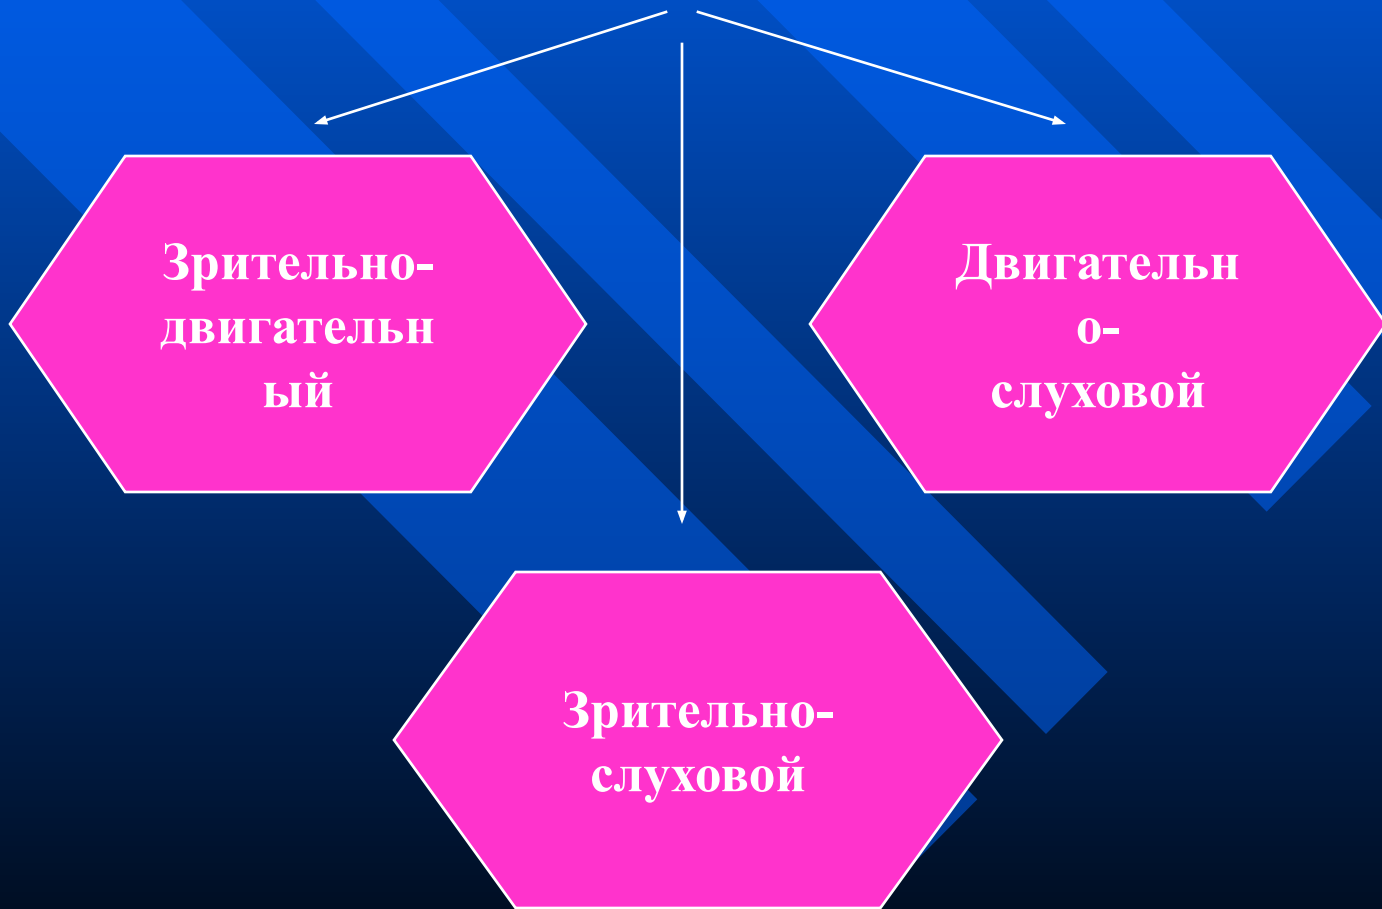 Зрительно-
двигательн
ый
Двигательн
о-
слуховой
Зрительно-
слуховой